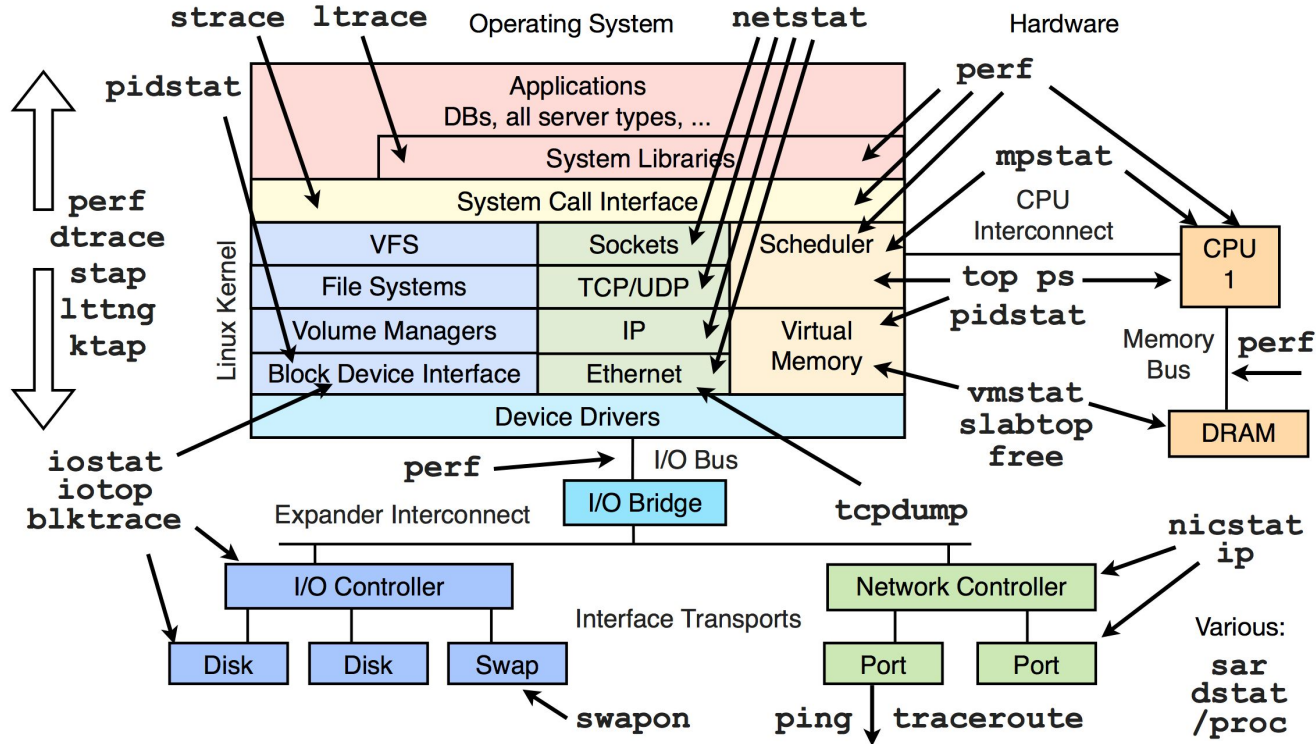 strace ltrace Operating System netstat Hardware
pidstat
Applications
DBs, all server types, ...
perf
System Libraries
mpstat
perf
dtrace
stap
lttng
ktap
System Call Interface
CPU
Interconnect
Linux Kernel
VFS Sockets Scheduler
CPU
1
File Systems TCP/UDP
top ps
pidstat
Volume Managers IP Virtual
Memory
Memory
Bus
perf
Block Device Interface Ethernet
vmstat
slabtop
free
DRAM
Device Drivers
iostat
iotop
blktrace
perf
I/O Bus
I/O Bridge
Expander Interconnect
tcpdump
nicstat
ip
I/O Controller
Network Controller
Interface Transports
Various:
sar
dstat
/proc
Disk Disk Swap Port Port
swapon
ping traceroute